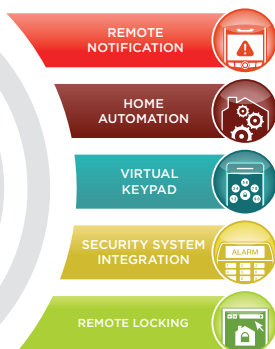 REMOTE
NOTIFICATION
HOME
AUTOMATION
VIRTUAL
KEYPAD
SECURITY SYSTEM
INTEGRATION
ALARM
REMOTE LOCKING